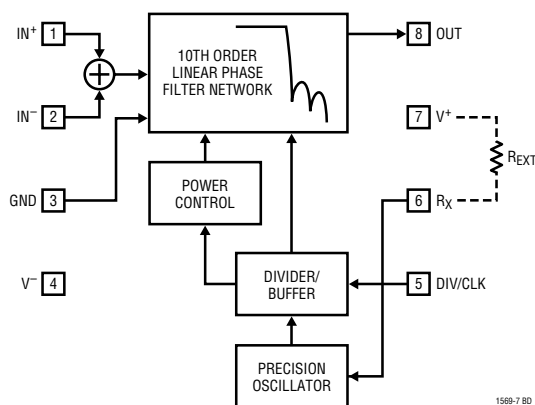 IN+ 1
IN− 2
GND 3
V− 4
10TH ORDER
LINEAR PHASE
FILTER NETWORK
POWER
CONTROL
DIVIDER/
BUFFER
PRECISION
OSCILLATOR
8 OUT
7 V+
REXT
6 RX
5 DIV/CLK
1569-7 BD